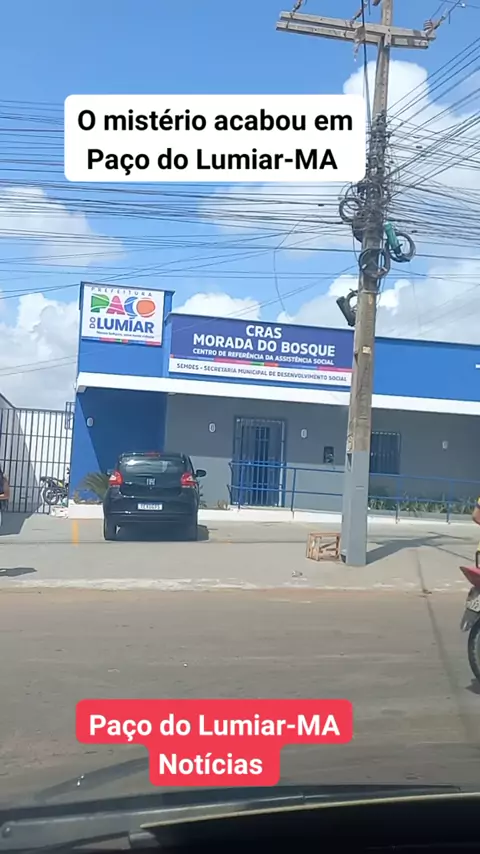 O mistério acabou em
Paço do Lumiar-MA
PREFEITURA
PAÇO
DO LUMIAR
CRAS
MORADA DO BOSQUE
CENTRO DE REFERÊNCIA DA ASSISTÊNCIA SOCIAL
SEMDES - SECRETARIA MUNICIPAL DE DESENVOLVIMENTO SOCIAL
Paço do Lumiar-MA
Notícias